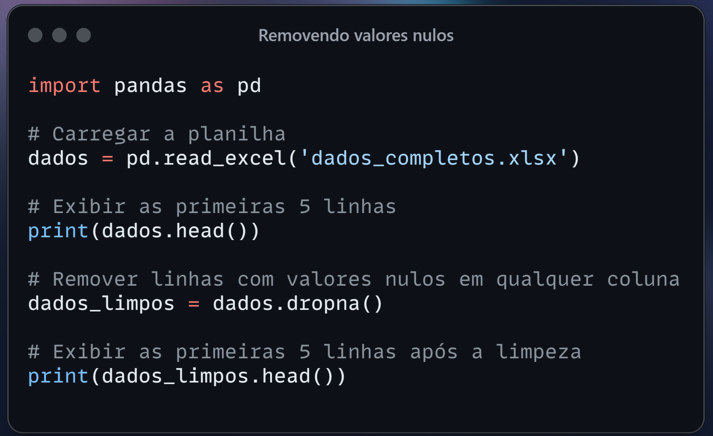 Removendo valores nulos
import pandas as pd
# Carregar a planilha
dados = pd.read_excel('dados_completos.xlsx')
# Exibir as primeiras 5 linhas
print(dados.head())
# Remover linhas com valores nulos em qualquer coluna
dados_limpos = dados.dropna()
# Exibir as primeiras 5 linhas após a limpeza
print(dados_limpos.head())